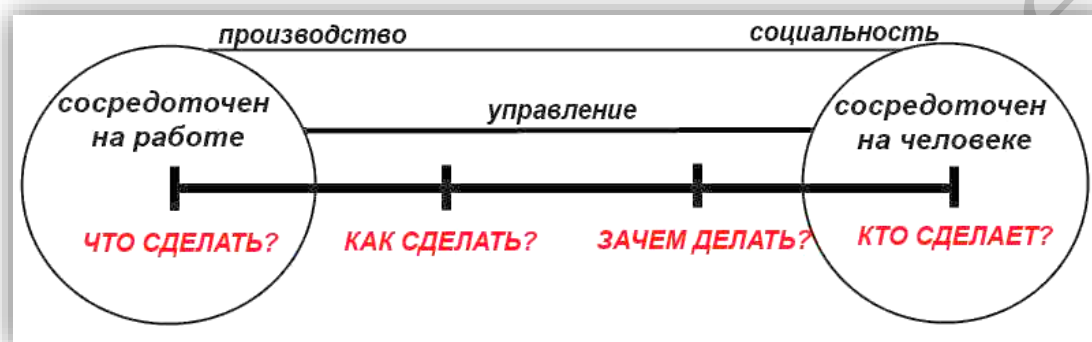 производство
социальность
сосредоточен
на работе
управление
сосредоточен
на человеке
ЧТО СДЕЛАТЬ?
КАК СДЕЛАТЬ?
ЗАЧЕМ ДЕЛАТЬ?
КТО СДЕЛАЕТ?